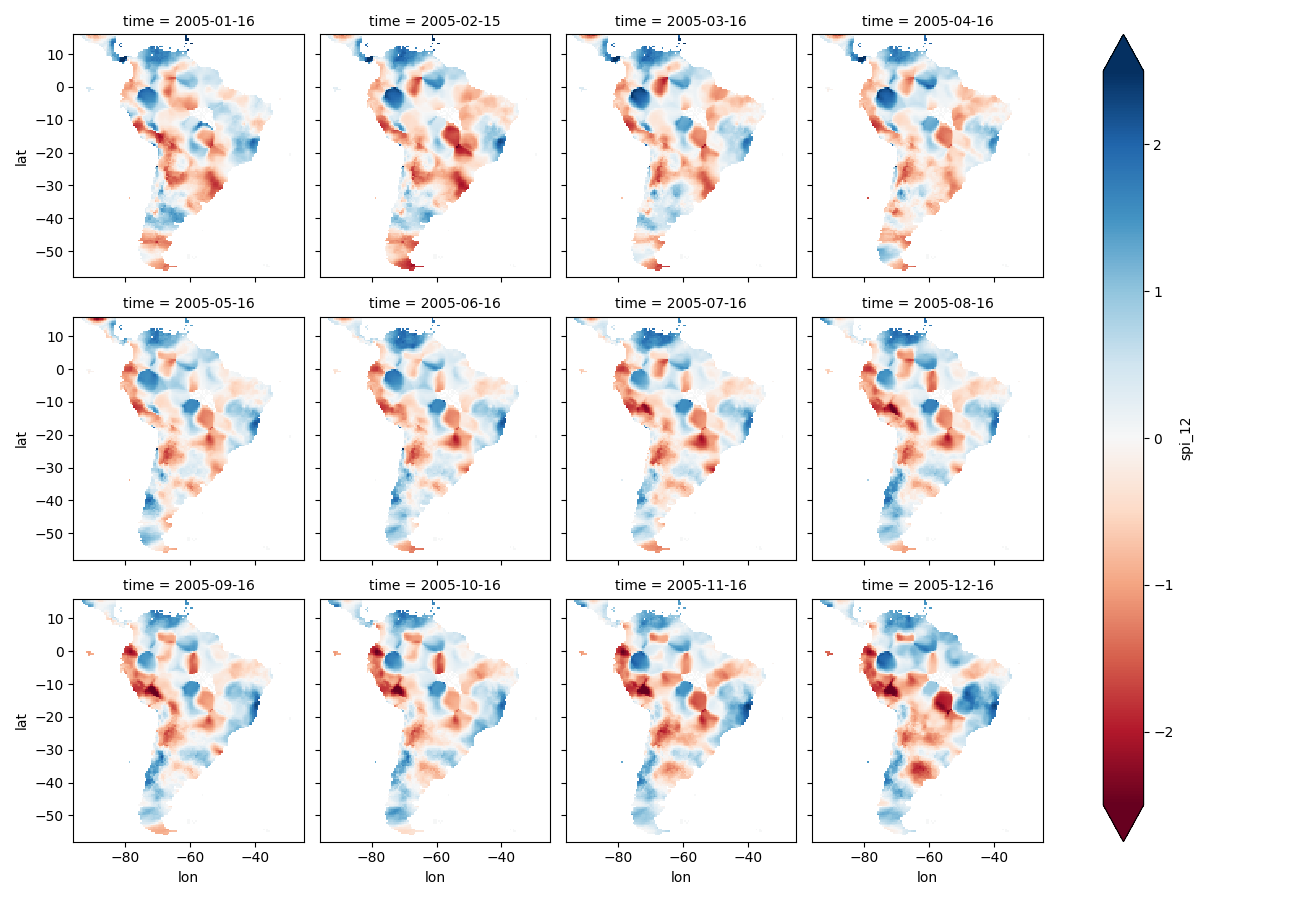 time = 2005-01-16
time = 2005-02-15
time = 2005-03-16
time = 2005-04-16
10
0
−10
−20
−30
−40
−50
lat
time = 2005-05-16
time = 2005-06-16
time = 2005-07-16
time = 2005-08-16
10
0
−10
−20
−30
−40
−50
lat
time = 2005-09-16
time = 2005-10-16
time = 2005-11-16
time = 2005-12-16
10
0
−10
−20
−30
−40
−50
lat
−80 −60 −40
lon
−80 −60 −40
lon
−80 −60 −40
lon
−80 −60 −40
lon
2
1
0
−1
−2
spi_12